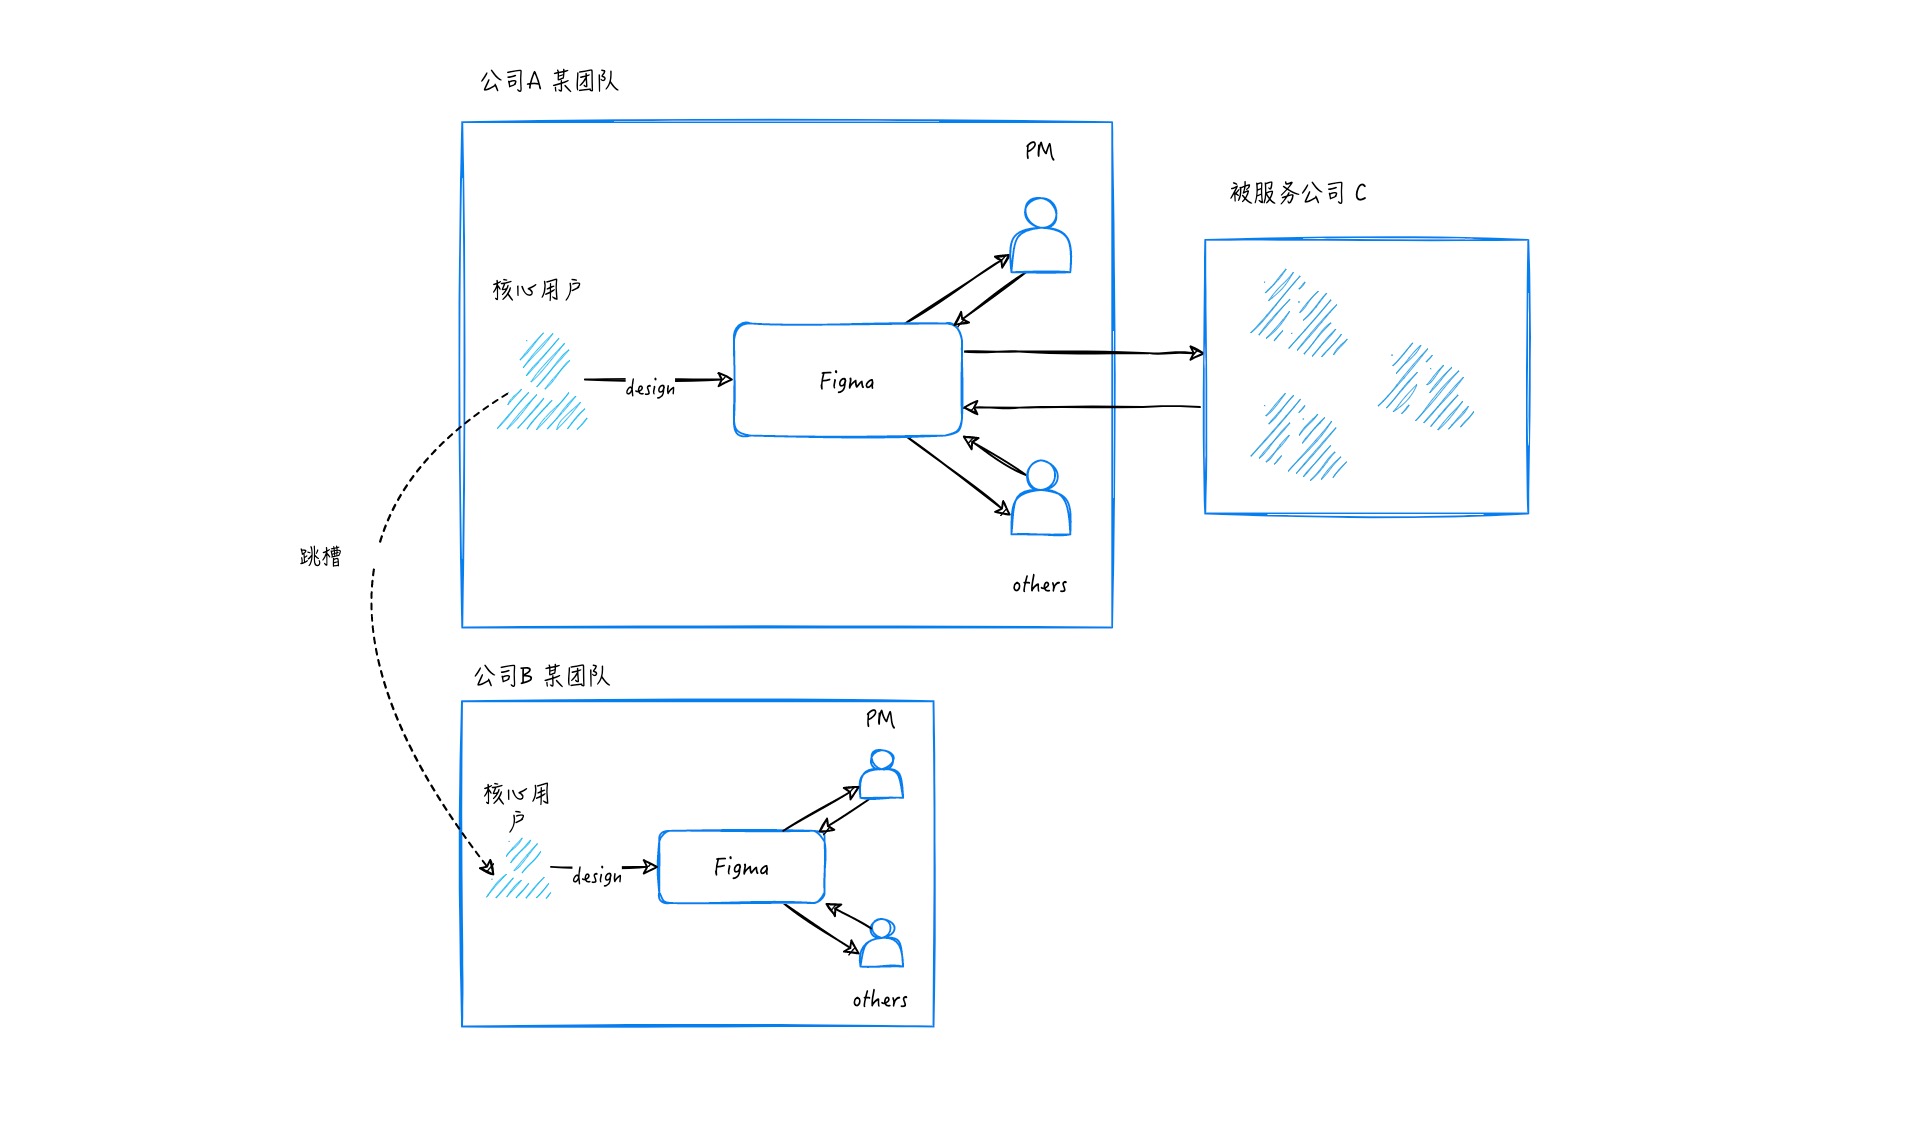 公司A 某团队
PM
被服务公司 C
核心用户
design
Figma
跳槽
others
公司B 某团队
PM
核心用
户
design
Figma
others